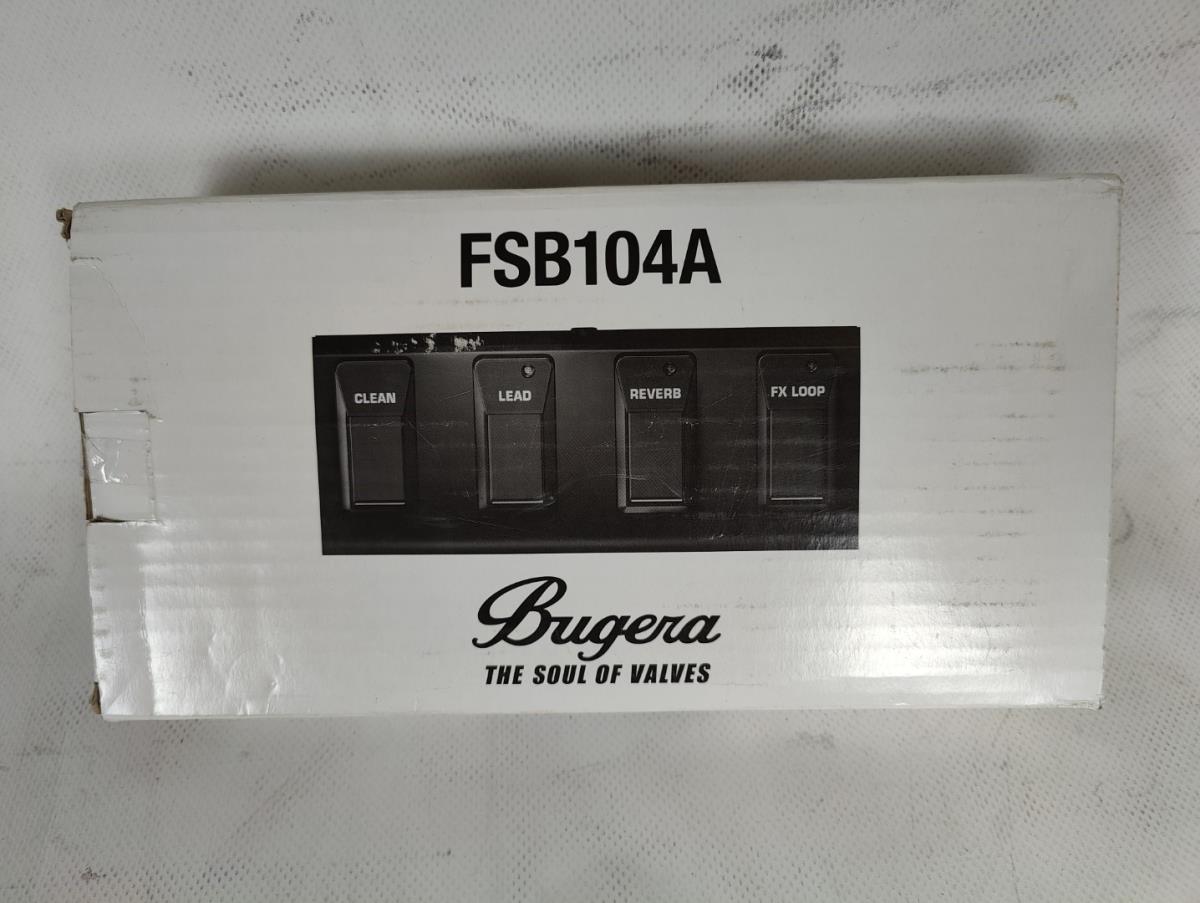 FSB104A
CLEAN LEAD REVERB FX LOOP
Bugera
THE SOUL OF VALVES